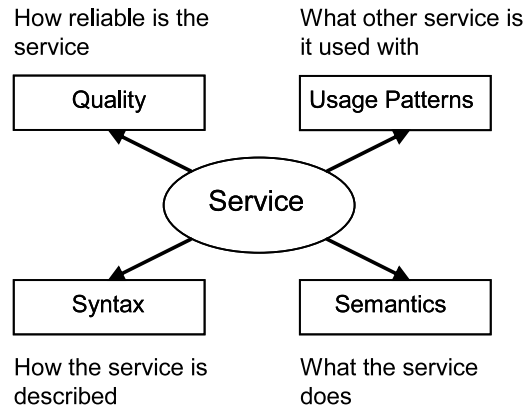 How reliable is the
service
What other service is
it used with
Quality
Usage Patterns
Service
Syntax
Semantics
How the service is
described
What the service
does